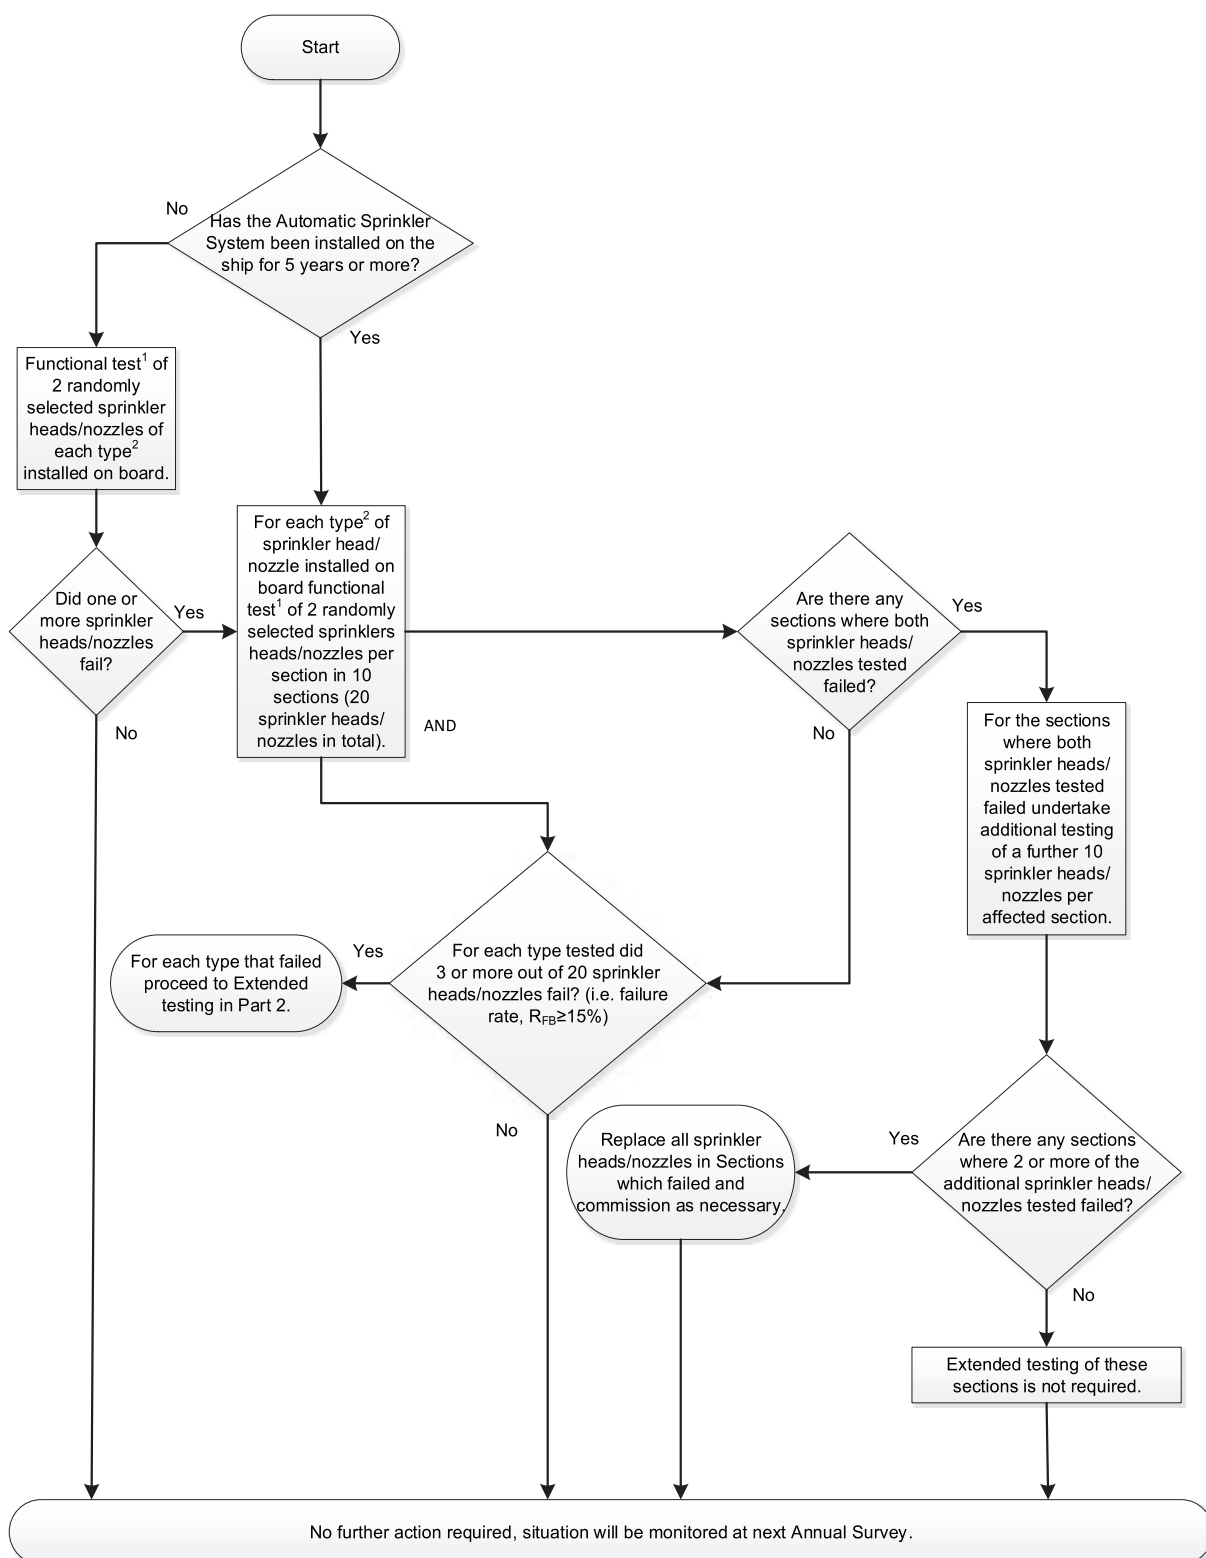 Start
No
Has the Automatic Sprinkler
System been installed on the
ship for 5 years or more?
Yes
Functional test¹ of
2 randomly
selected sprinkler
heads/nozzles of
each type²
installed on board.
Did one or
more sprinkler
heads/nozzles
fail?
Yes
No
For each type² of
sprinkler head/
nozzle installed on
board functional
test¹ of 2 randomly
selected sprinklers
heads/nozzles per
section in 10
sections (20
sprinkler heads/
nozzles in total).
AND
Are there any
sections where both
sprinkler heads/
nozzles tested
failed?
Yes
No
For the sections
where both
sprinkler heads/
nozzles tested
failed undertake
additional testing
of a further 10
sprinkler heads/
nozzles per
affected section.
For each type that failed
proceed to Extended
testing in Part 2.
Yes
For each type tested did
3 or more out of 20 sprinkler
heads/nozzles fail? (i.e. failure
rate, RFB≥15%)
No
Replace all sprinkler
heads/nozzles in Sections
which failed and
commission as necessary.
Yes
Are there any sections
where 2 or more of the
additional sprinkler heads/
nozzles tested failed?
No
Extended testing of these
sections is not required.
No further action required, situation will be monitored at next Annual Survey.